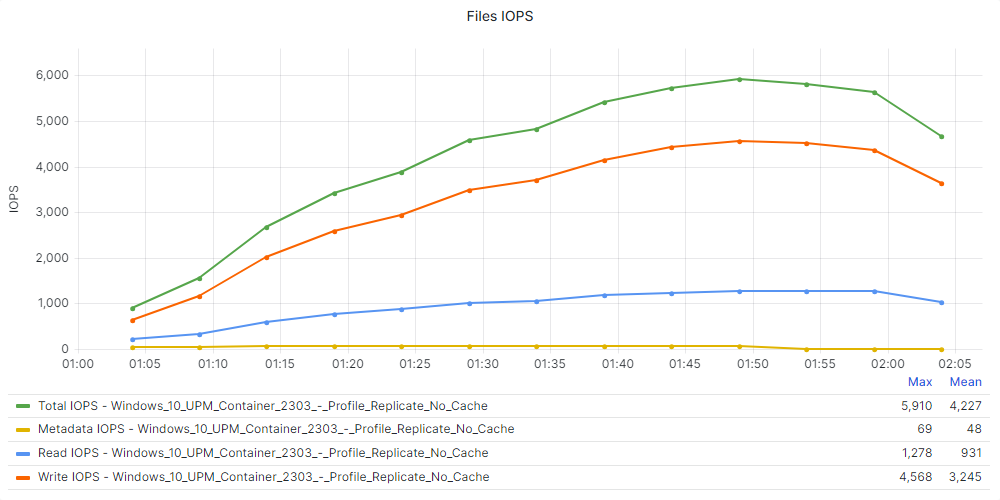 Files IOPS
6,000
5,000
4,000
3,000
2,000
1,000
0
IOPS
01:00 01:05 01:10 01:15 01:20 01:25 01:30 01:35 01:40 01:45 01:50 01:55 02:00 02:05
Max Mean
Total IOPS - Windows_10_UPM_Container_2303_-_Profile_Replicate_No_Cache 5,910 4,227
Metadata IOPS - Windows_10_UPM_Container_2303_-_Profile_Replicate_No_Cache 69 48
Read IOPS - Windows_10_UPM_Container_2303_-_Profile_Replicate_No_Cache 1,278 931
Write IOPS - Windows_10_UPM_Container_2303_-_Profile_Replicate_No_Cache 4,568 3,245